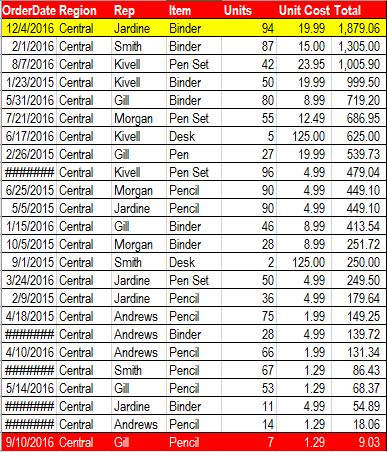 OrderDate Region Rep Item Units Unit Cost Total
12/4/2016 Central Jardine Binder 94 19.99 1,879.06
2/1/2016 Central Smith Binder 87 15.00 1,305.00
8/7/2016 Central Kivell Pen Set 42 23.95 1,005.90
1/23/2015 Central Kivell Binder 50 19.99 999.50
5/31/2016 Central Gill Binder 80 8.99 719.20
7/21/2016 Central Morgan Pen Set 55 12.49 686.95
6/17/2016 Central Kivell Desk 5 125.00 625.00
2/26/2015 Central Gill Pen 27 19.99 539.73
####### Central Kivell Pen Set 96 4.99 479.04
6/25/2015 Central Morgan Pencil 90 4.99 449.10
5/5/2015 Central Jardine Pencil 90 4.99 449.10
1/15/2016 Central Gill Binder 46 8.99 413.54
10/5/2015 Central Morgan Binder 28 8.99 251.72
9/1/2015 Central Smith Desk 2 125.00 250.00
3/24/2016 Central Jardine Pen Set 50 4.99 249.50
2/9/2015 Central Jardine Pencil 36 4.99 179.64
4/18/2015 Central Andrews Pencil 75 1.99 149.25
####### Central Andrews Binder 28 4.99 139.72
4/10/2016 Central Andrews Pencil 66 1.99 131.34
####### Central Smith Pencil 67 1.29 86.43
5/14/2016 Central Gill Pencil 53 1.29 68.37
####### Central Jardine Binder 11 4.99 54.89
####### Central Andrews Pencil 14 1.29 18.06
9/10/2016 Central Gill Pencil 7 1.29 9.03